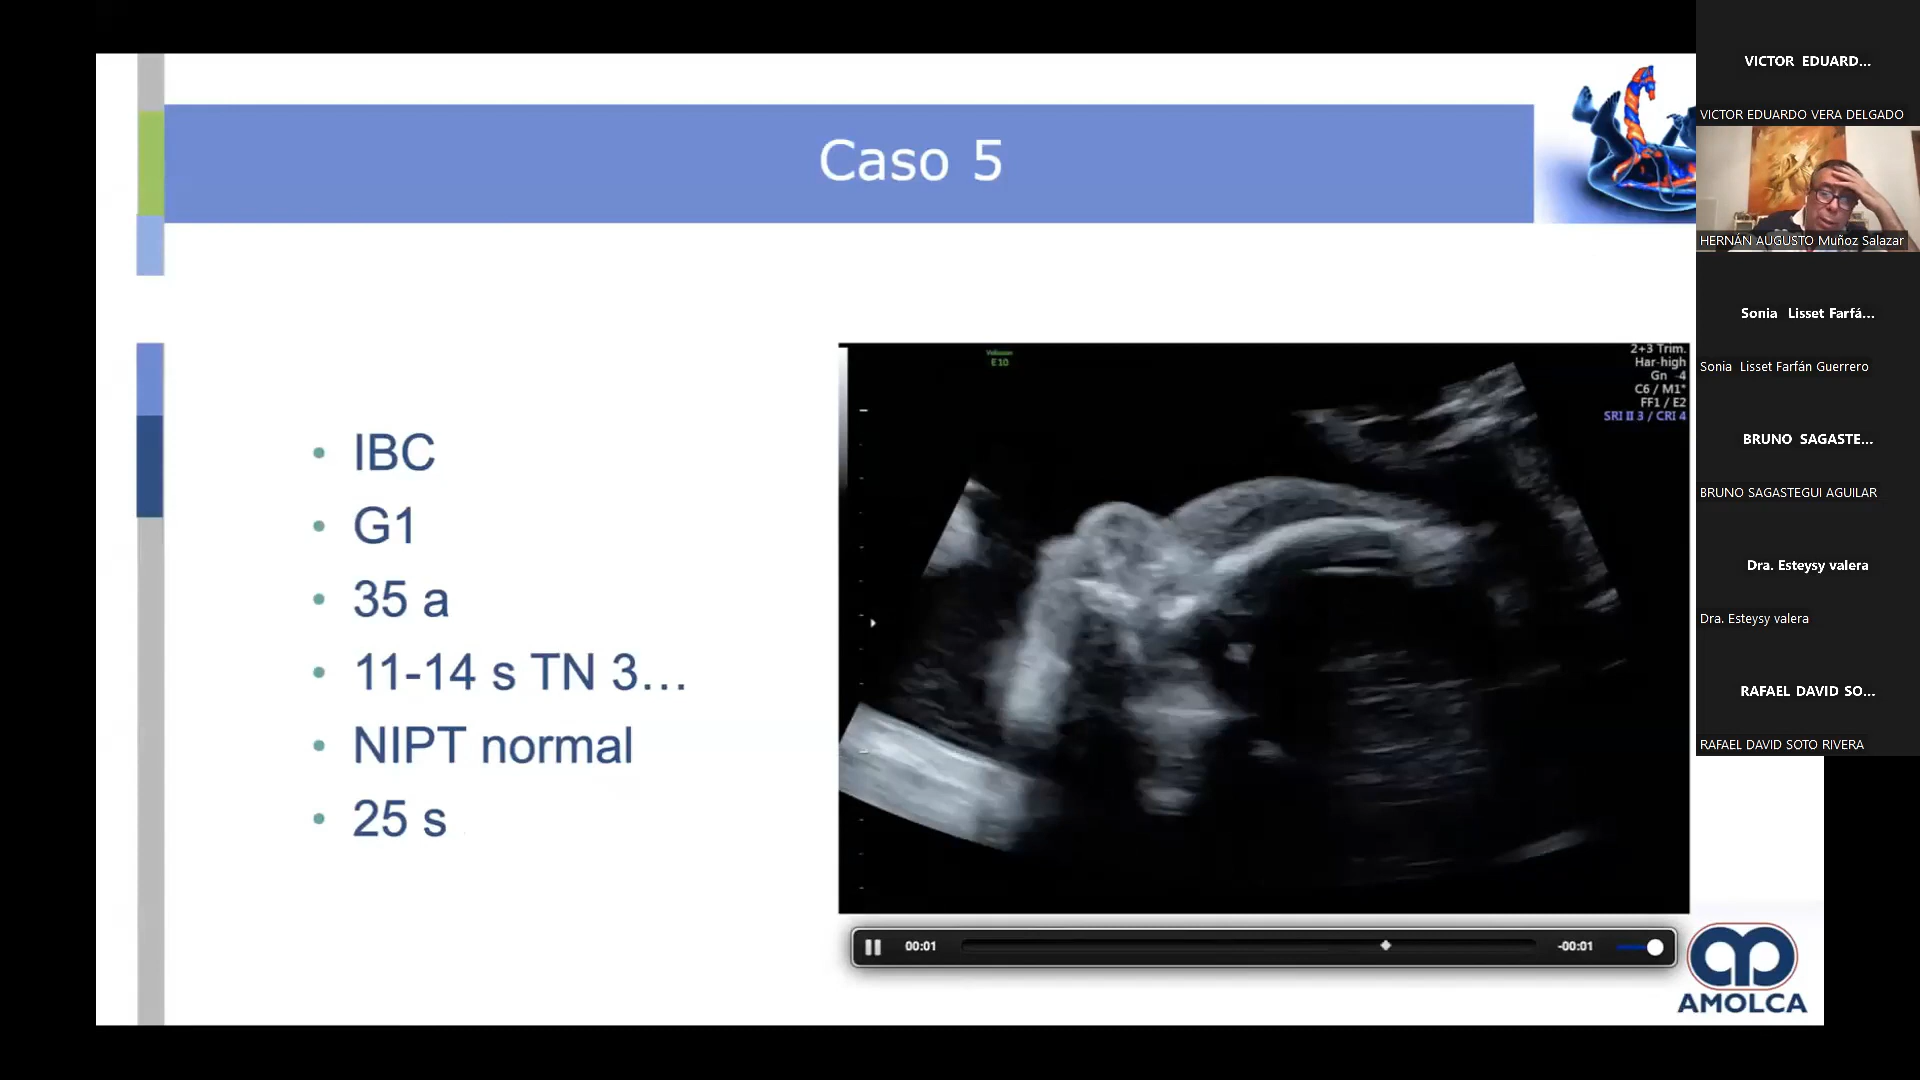 Caso 5
IBC
G1
35 a
11-14 s TN 3…
NIPT normal
25 s
Voluson
E10
2+3 Trim.
Har-high
Gn -4
C6 / M1*
FF1 / E2
SRI II 3 / CRI 4
00:01
-00:01
AMOLCA
VICTOR EDUARD...
VICTOR EDUARDO VERA DELGADO
HERNÁN AUGUSTO Muñoz Salazar
Sonia Lisset Farfá...
Sonia Lisset Farfán Guerrero
BRUNO SAGASTE...
BRUNO SAGASTEGUI AGUILAR
Dra. Esteysy valera
Dra. Esteysy valera
RAFAEL DAVID SO...
RAFAEL DAVID SOTO RIVERA